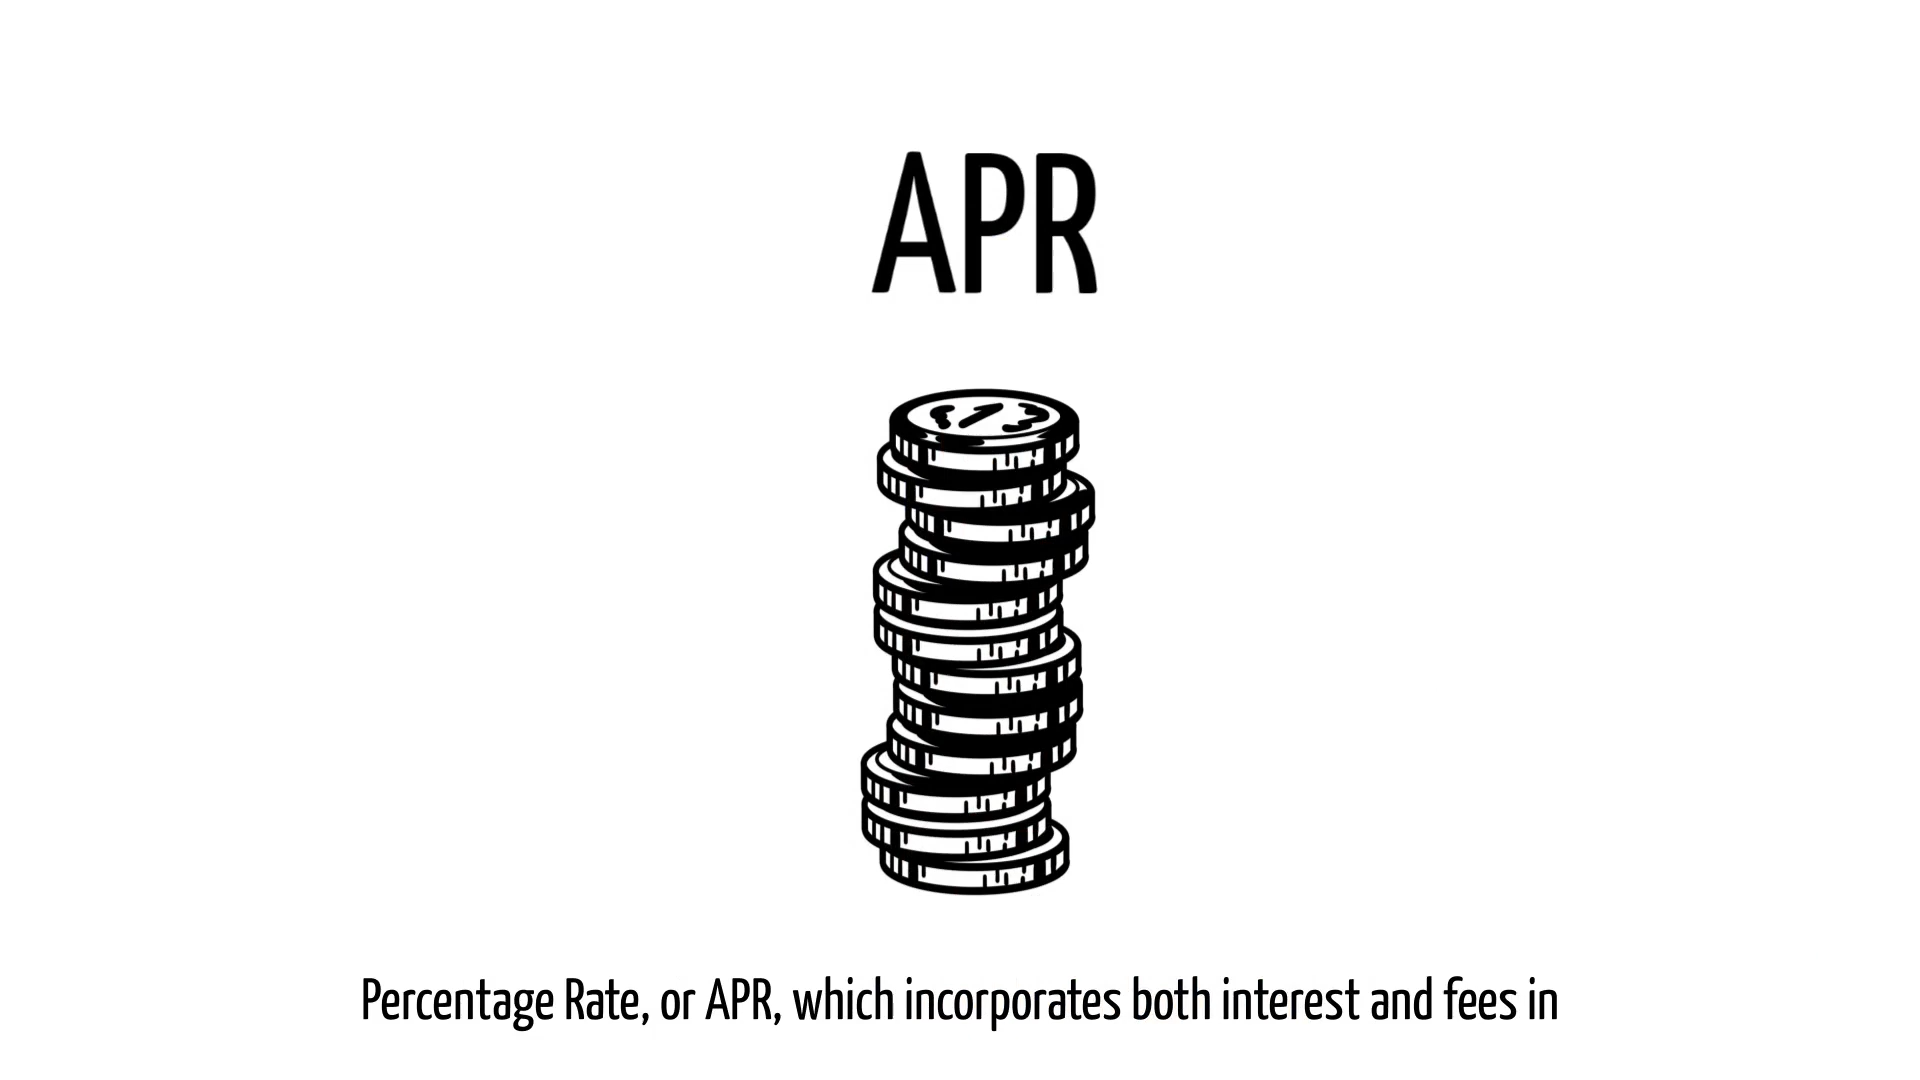 APR
Percentage Rate, or APR, which incorporates both interest and fees in